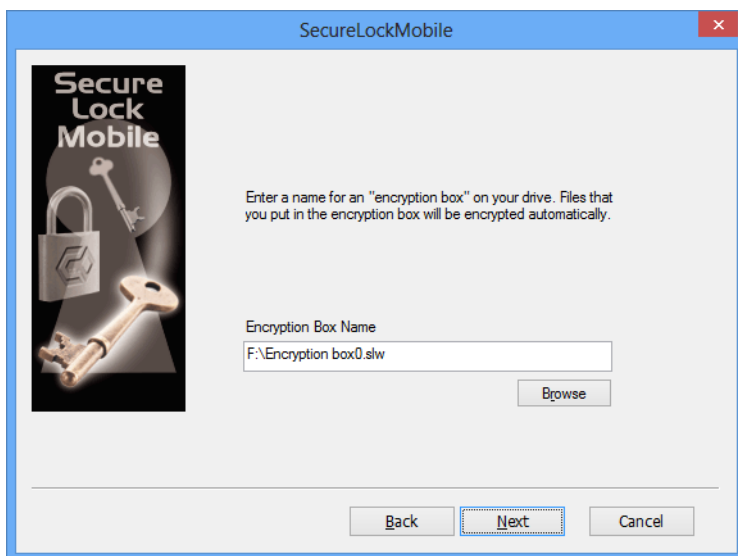 SecureLockMobile
Secure
Lock
Mobile
Enter a name for an "encryption box" on your drive. Files that
you put in the encryption box will be encrypted automatically.
Encryption Box Name
F:\Encryption box0.slw
Browse
Back
Next
Cancel